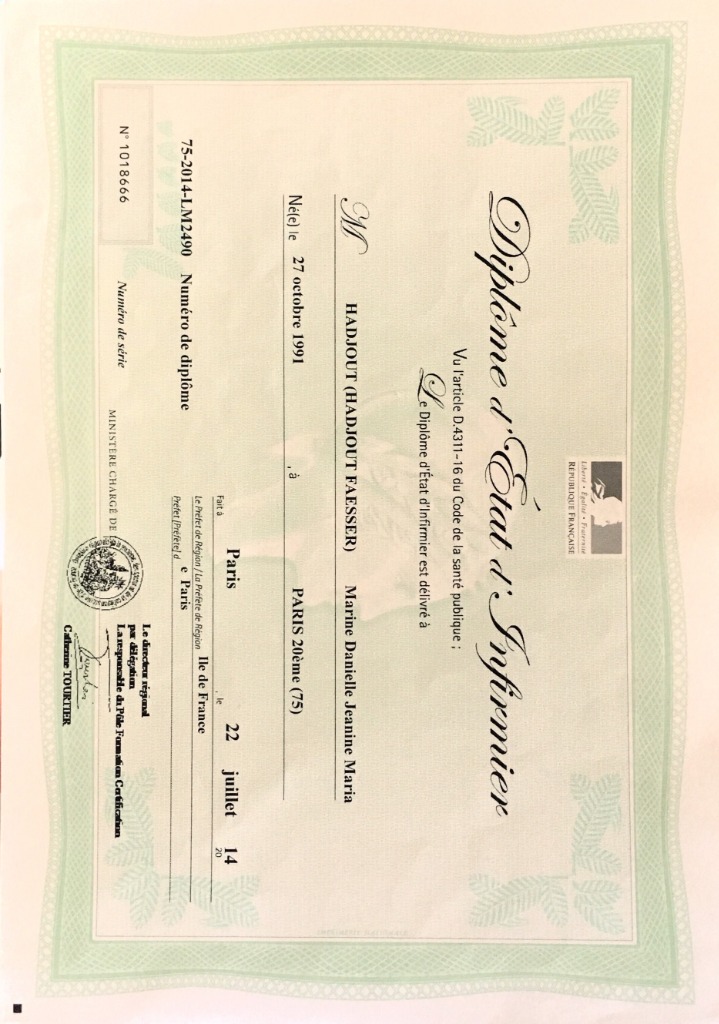 Liberté • Égalité • Fraternité
RÉPUBLIQUE FRANÇAISE
Diplôme d'État d'Infirmier
Vu l'article D.4311-16 du Code de la santé publique ;
Le Diplôme d'État d'Infirmier est délivré à
M HADJOUT (HADJOUT FAESSER) Marine Danielle Jeanine Maria
Né(e) le 27 octobre 1991 , à PARIS 20ème (75)
Fait à Paris , le 22 juillet 20 14
Le Préfet de Région / La Préfète de Région Ile de France
Préfet [Préfète] d e Paris
75-2014-LM2490 Numéro de diplôme
Le directeur régional
par délégation
La responsable du Pôle Formation Certification
Catherine TOURTIER
N° 1018666 Numéro de série
MINISTÈRE CHARGÉ DE